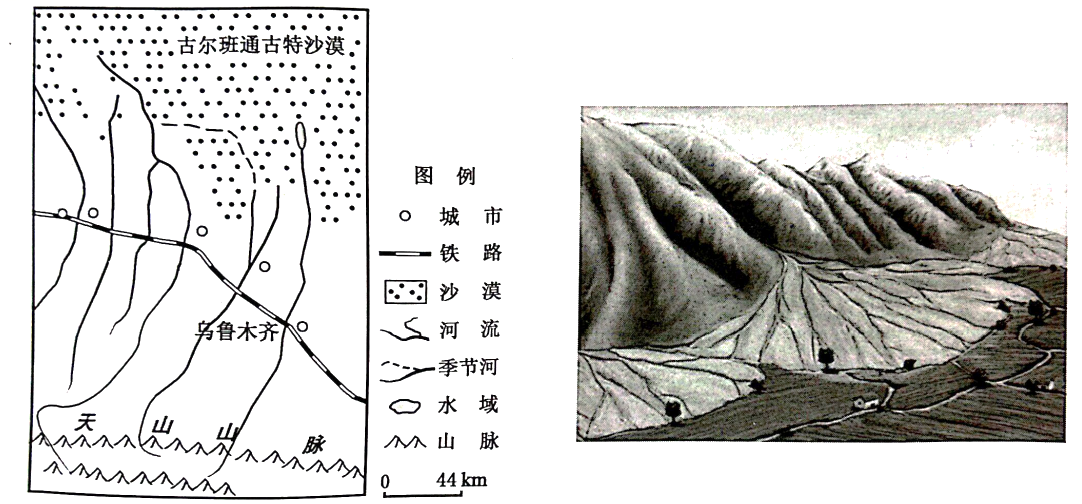 古尔班通古特沙漠
乌鲁木齐
天山山脉
图 例
城 市
铁 路
沙 漠
河 流
季节河
水 域
山 脉
0 44 km